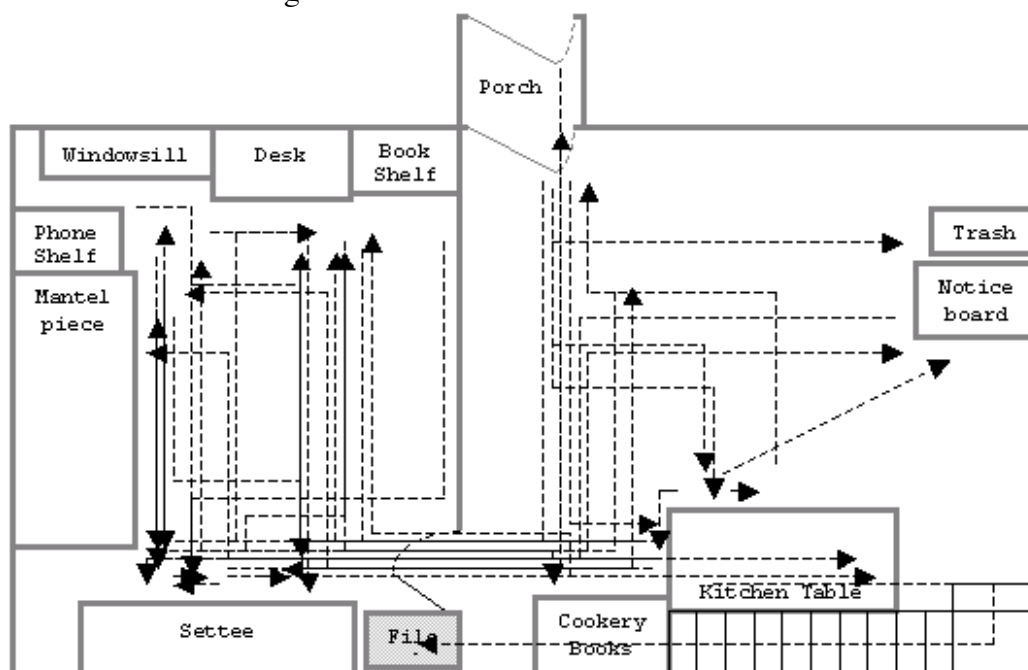 Porch
Windowsill
Desk
Book
Shelf
Phone
Shelf
Trash
Mantel
piece
Notice
board
Kitchen Table
Settee
File
Cookery
Books